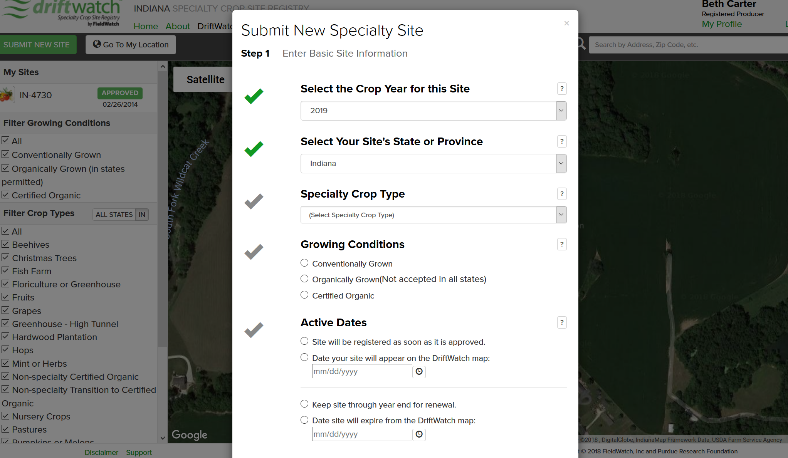 driftwatch
Specialty Crop Site Registry
by FieldWatch
INDIANA SPECIALTY CROP SITE REGISTRY
Home About DriftWatch
Beth Carter
Registered Producer
My Profile
SUBMIT NEW SITE
Go To My Location
Search by Address, Zip Code, etc.
My Sites
IN-4730
APPROVED
02/26/2014
Filter Growing Conditions
All
Conventionally Grown
Organically Grown (in states
permitted)
Certified Organic
Filter Crop Types
ALL STATES IN
All
Beehives
Christmas Trees
Fish Farm
Floriculture or Greenhouse
Fruits
Grapes
Greenhouse - High Tunnel
Hardwood Plantation
Hops
Mint or Herbs
Non-specialty Certified Organic
Non-specialty Transition to Certified
Organic
Nursery Crops
Pastures
Pumpkins or Melons
Satellite
South Fork Wildcat Creek
Submit New Specialty Site
×
Step 1 Enter Basic Site Information
Select the Crop Year for this Site
?
2019
Select Your Site's State or Province
?
Indiana
Specialty Crop Type
?
(Select Specialty Crop Type)
Growing Conditions
?
Conventionally Grown
Organically Grown(Not accepted in all states)
Certified Organic
Active Dates
?
Site will be registered as soon as it is approved.
Date your site will appear on the DriftWatch map:
mm/dd/yyyy
Keep site through year end for renewal.
Date site will expire from the DriftWatch map:
mm/dd/yyyy
Google
©2018, DigitalGlobe, IndianaMap Framework Data, USDA Farm Service Agency
Disclaimer Support
© 2018 FieldWatch, Inc and Purdue Research Foundation.